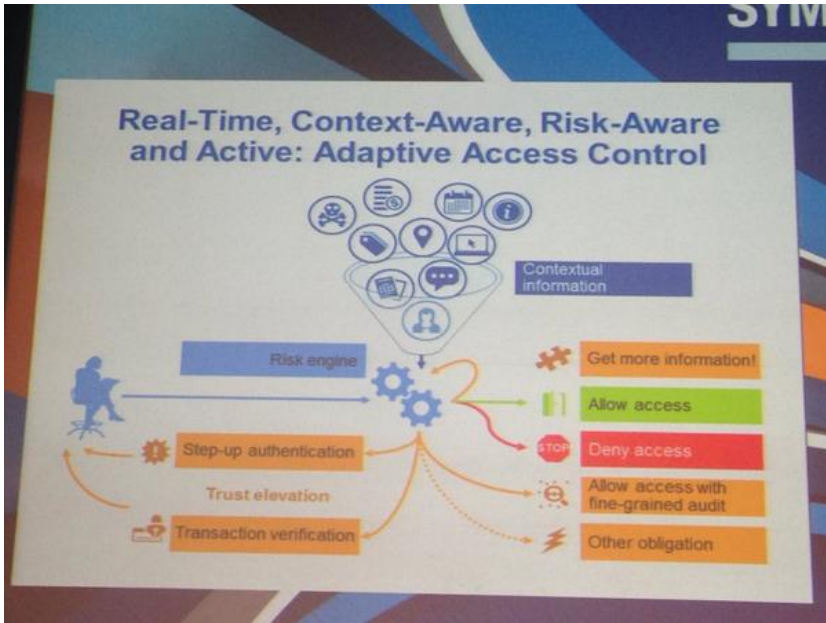 SYM
Real-Time, Context-Aware, Risk-Aware
and Active: Adaptive Access Control
Contextual
information
Risk engine
Get more information!
Allow access
STOP
Deny access
Step-up authentication
Trust elevation
Allow access with
fine-grained audit
Transaction verification
Other obligation